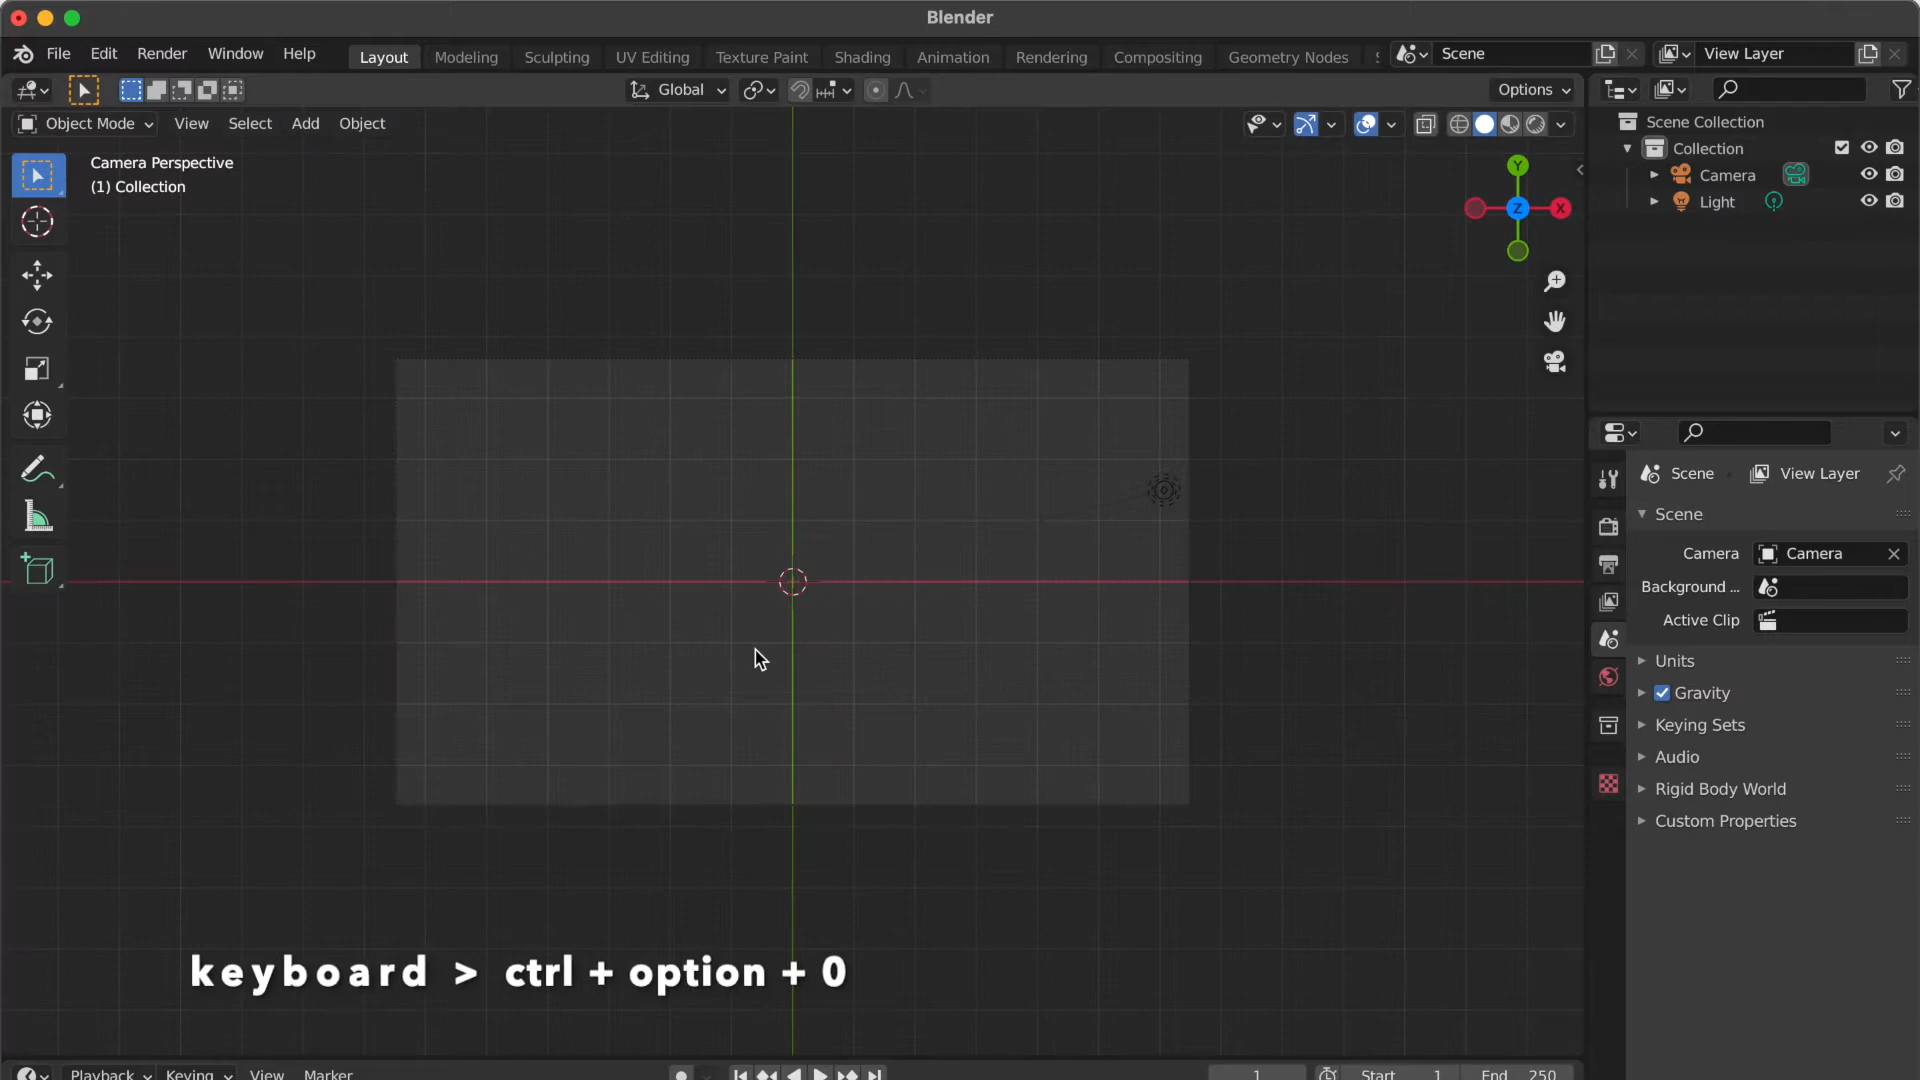 Blender
File Edit Render Window Help Layout Modeling Sculpting UV Editing Texture Paint Shading Animation Rendering Compositing Geometry Nodes Scene View Layer
Global Options
Object Mode View Select Add Object
Scene Collection
Camera Perspective
(1) Collection
Collection
Camera
Light
Y
X
Z
Scene View Layer
Scene
Camera Camera
Background ...
Active Clip
Units
Gravity
Keying Sets
Audio
Rigid Body World
Custom Properties
keyboard > ctrl + option + 0
Playback Keying View Marker 1 Start 1 End 250